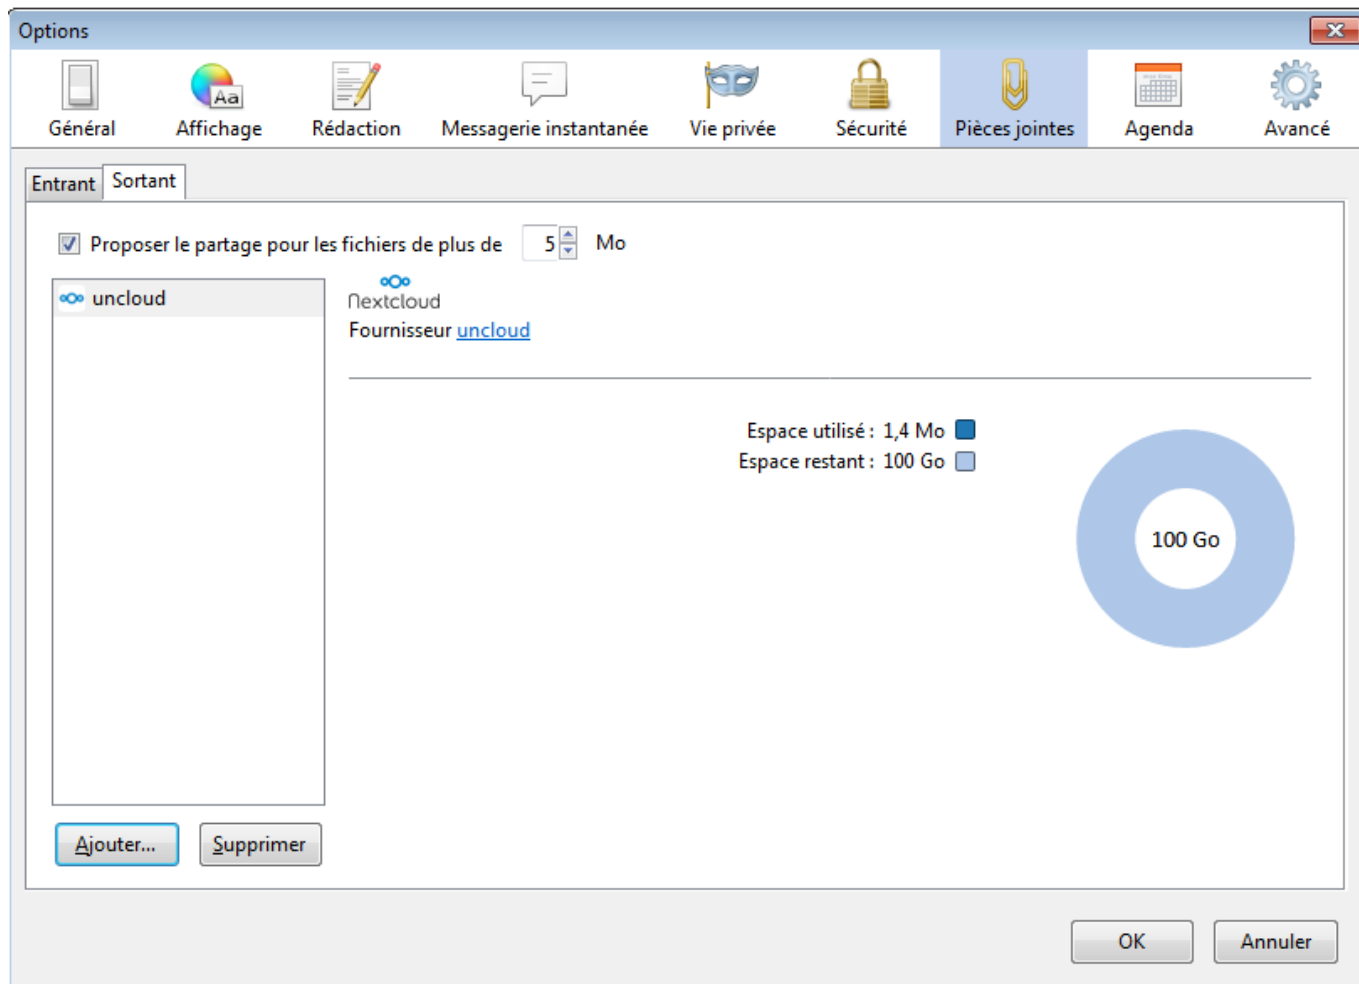 Options
Aa
Général Affichage Rédaction Messagerie instantanée Vie privée Sécurité Pièces jointes Agenda Avancé
Entrant Sortant
Proposer le partage pour les fichiers de plus de 5 Mo
uncloud
Nextcloud
Fournisseur uncloud
Espace utilisé : 1,4 Mo
Espace restant : 100 Go
100 Go
Ajouter... Supprimer
OK Annuler